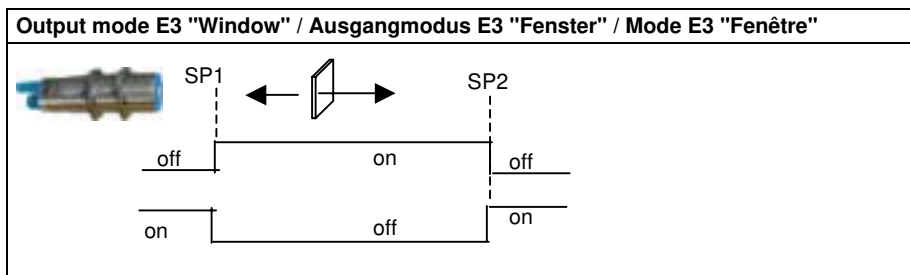 Output mode E3 "Window" / Ausgangmodus E3 "Fenster" / Mode E3 "Fenêtre"
SP1
SP2
off
on
off
on
off
on